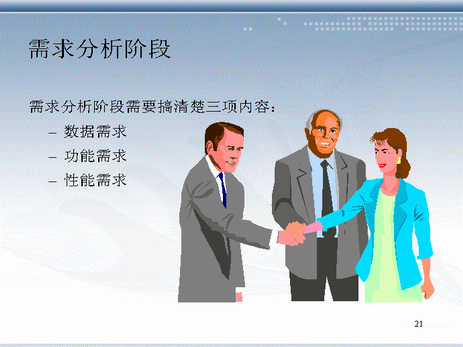 需求分析阶段
需求分析阶段需要搞清楚三项内容：
– 数据需求
– 功能需求
– 性能需求
21